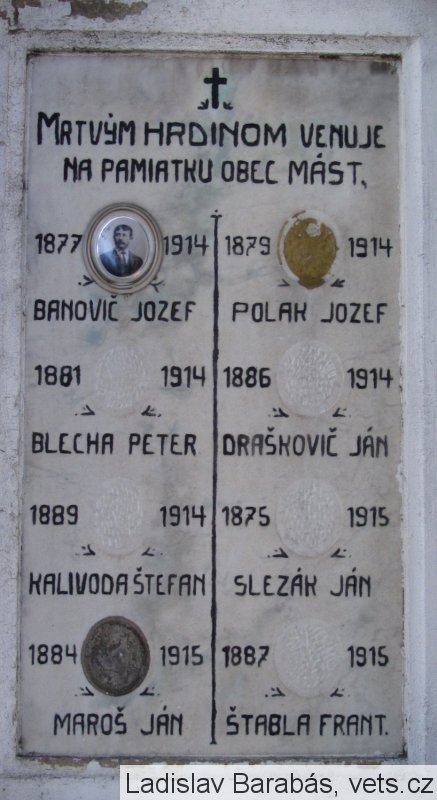 MRTVÝM HRDINOM VENUJE
NA PAMIATKU OBEC MÁST.
1877 1914 1879 1914
BANOVIČ JOZEF POLAK JOZEF
1881 1914 1886 1914
BLECHA PETER DRAŠKOVIČ JÁN
1889 1914 1875 1915
KALIVODA ŠTEFAN SLEZÁK JÁN
1884 1915 1887 1915
MAROŠ JÁN ŠTABLA FRANT.
Ladislav Barabás, vets.cz